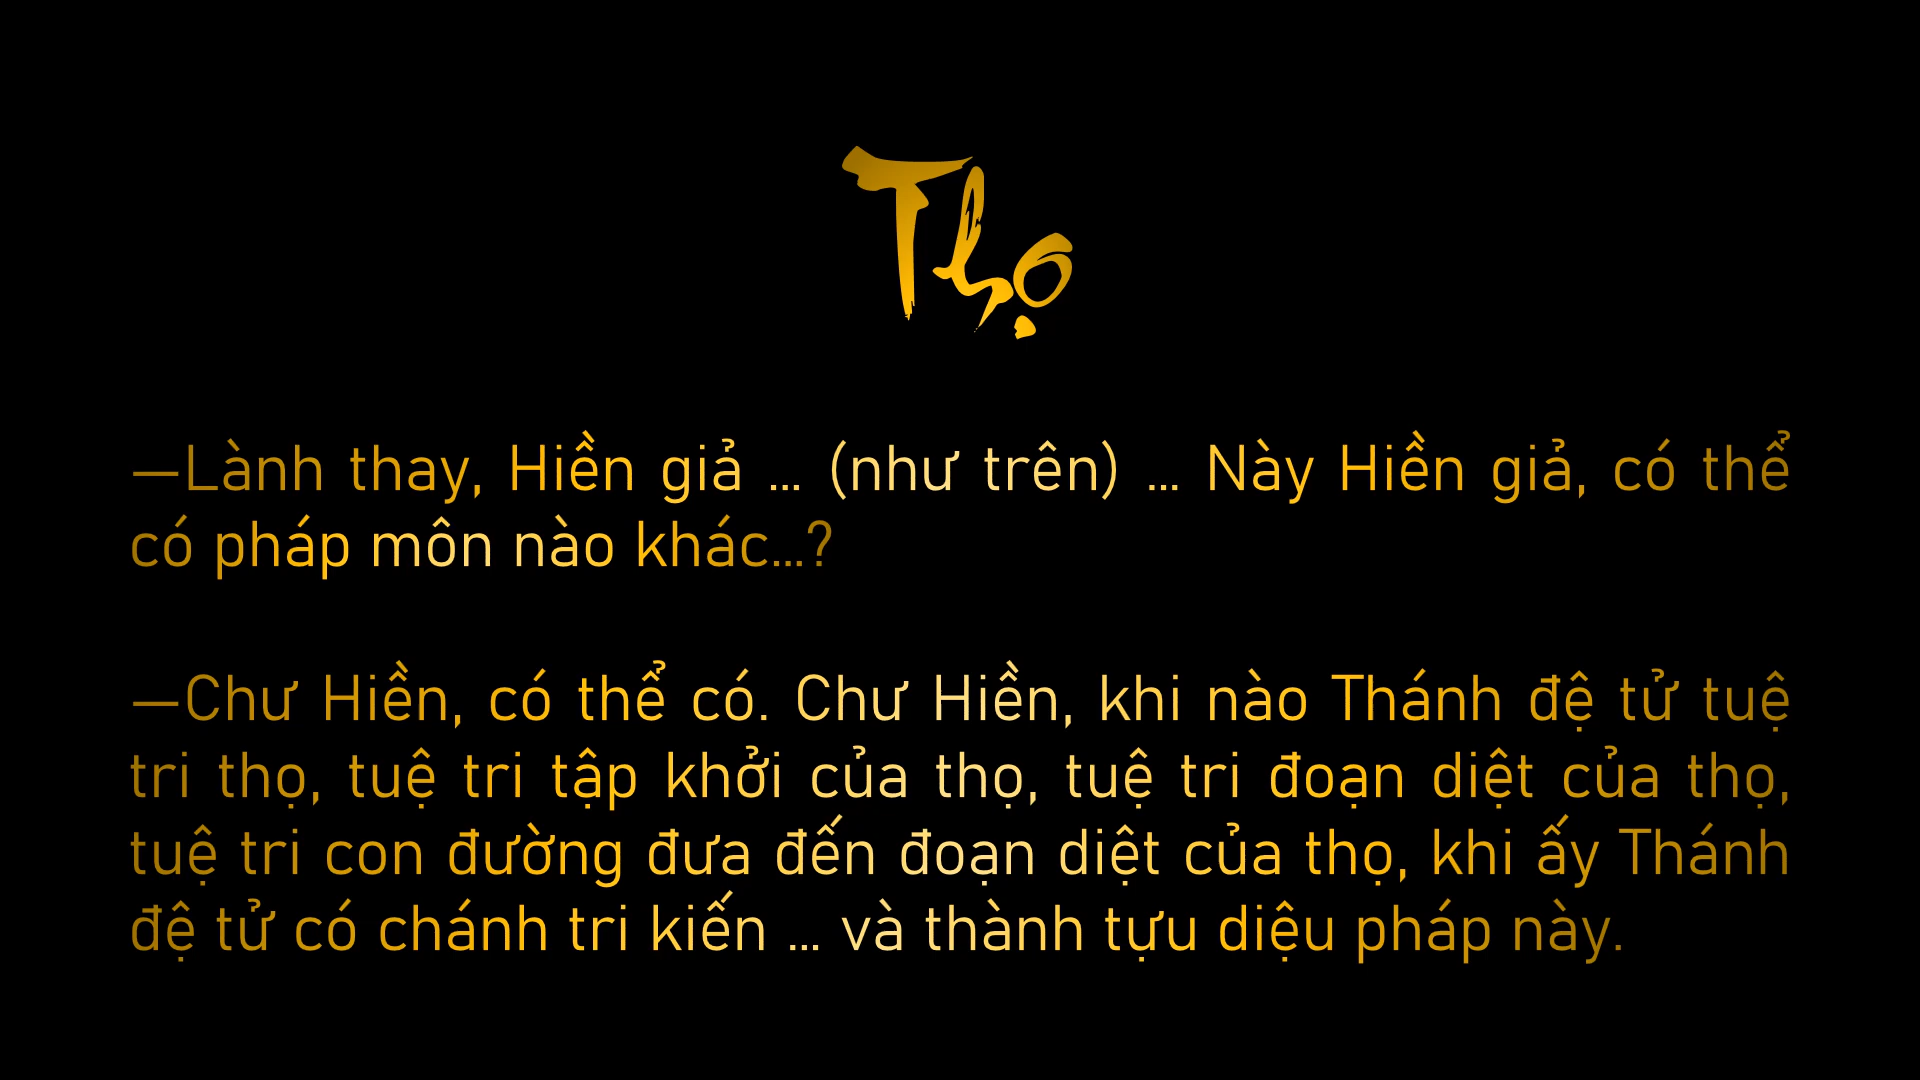 Thọ
—Lành thay, Hiền giả ... (như trên) ... Này Hiền giả, có thể
có pháp môn nào khác...?
—Chư Hiền, có thể có. Chư Hiền, khi nào Thánh đệ tử tuệ
tri thọ, tuệ tri tập khởi của thọ, tuệ tri đoạn diệt của thọ,
tuệ tri con đường đưa đến đoạn diệt của thọ, khi ấy Thánh
đệ tử có chánh tri kiến ... và thành tựu diệu pháp này.